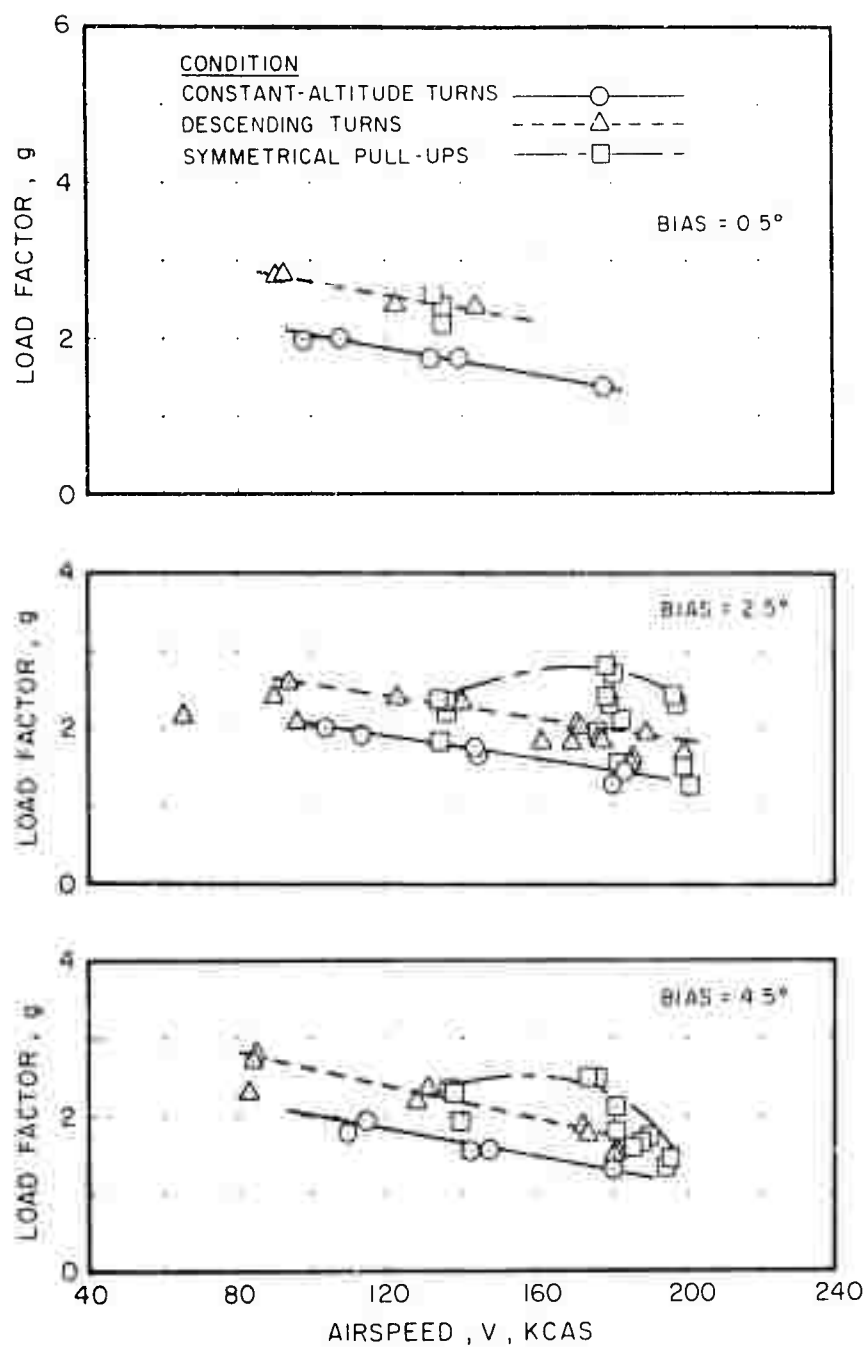 6
CONDITION
CONSTANT-ALTITUDE TURNS
DESCENDING TURNS
SYMMETRICAL PULL-UPS
4
BIAS = 0.5°
LOAD FACTOR, g
2
0
4
BIAS = 2.5°
LOAD FACTOR, g
2
0
4
BIAS = 4.5°
LOAD FACTOR, g
2
0
40 80 120 160 200 240
AIRSPEED, V, KCAS